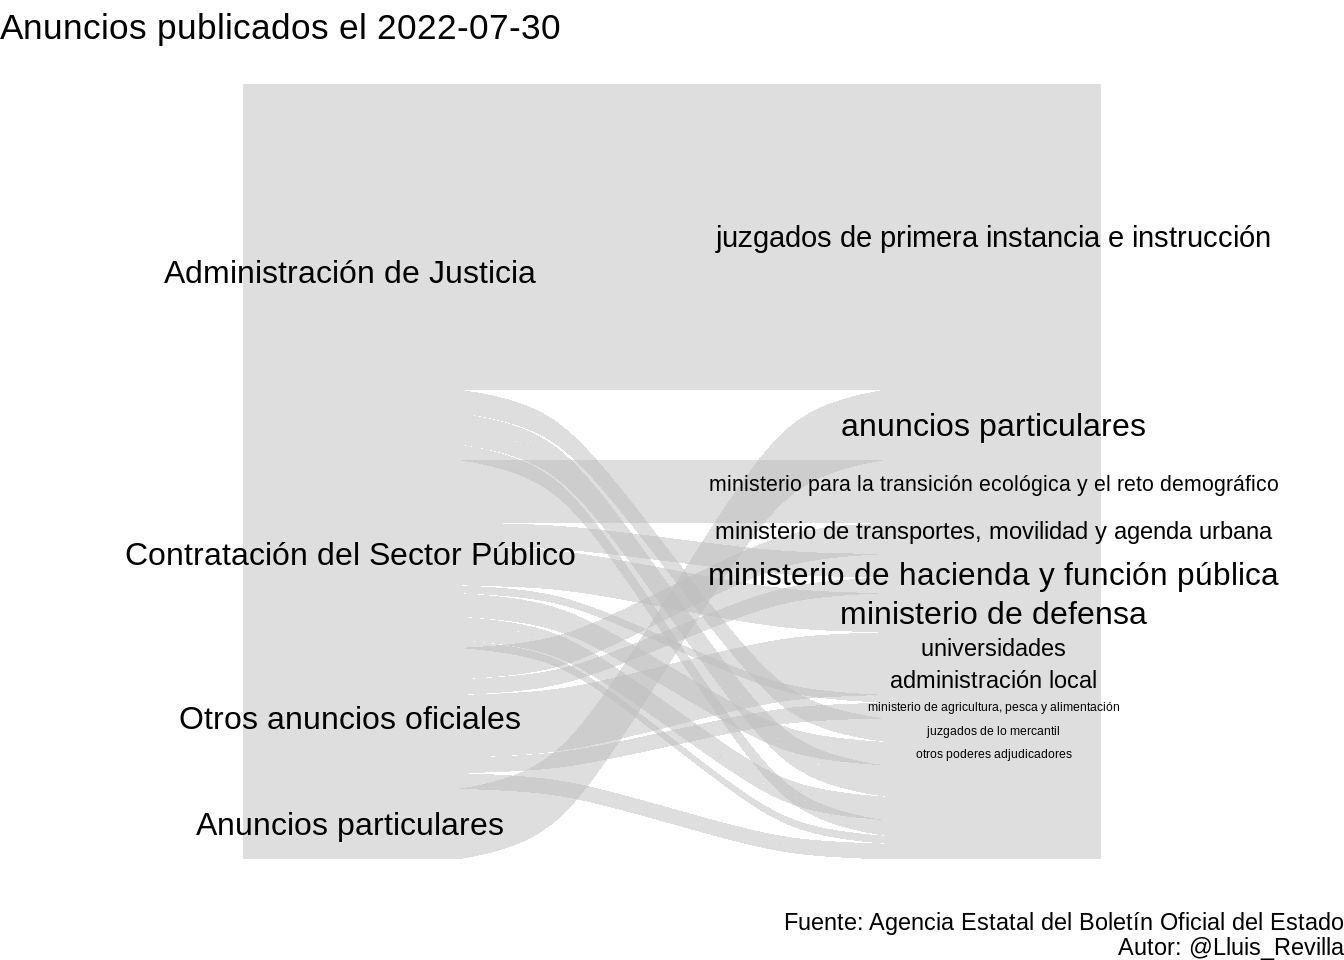 Anuncios publicados el 2022-07-30
Administración de Justicia
Contratación del Sector Público
Otros anuncios oficiales
Anuncios particulares
juzgados de primera instancia e instrucción
anuncios particulares
ministerio para la transición ecológica y el reto demográfico
ministerio de transportes, movilidad y agenda urbana
ministerio de hacienda y función pública
ministerio de defensa
universidades
administración local
ministerio de agricultura, pesca y alimentación
juzgados de lo mercantil
otros poderes adjudicadores
Fuente: Agencia Estatal del Boletín Oficial del Estado
Autor: @Lluis_Revilla